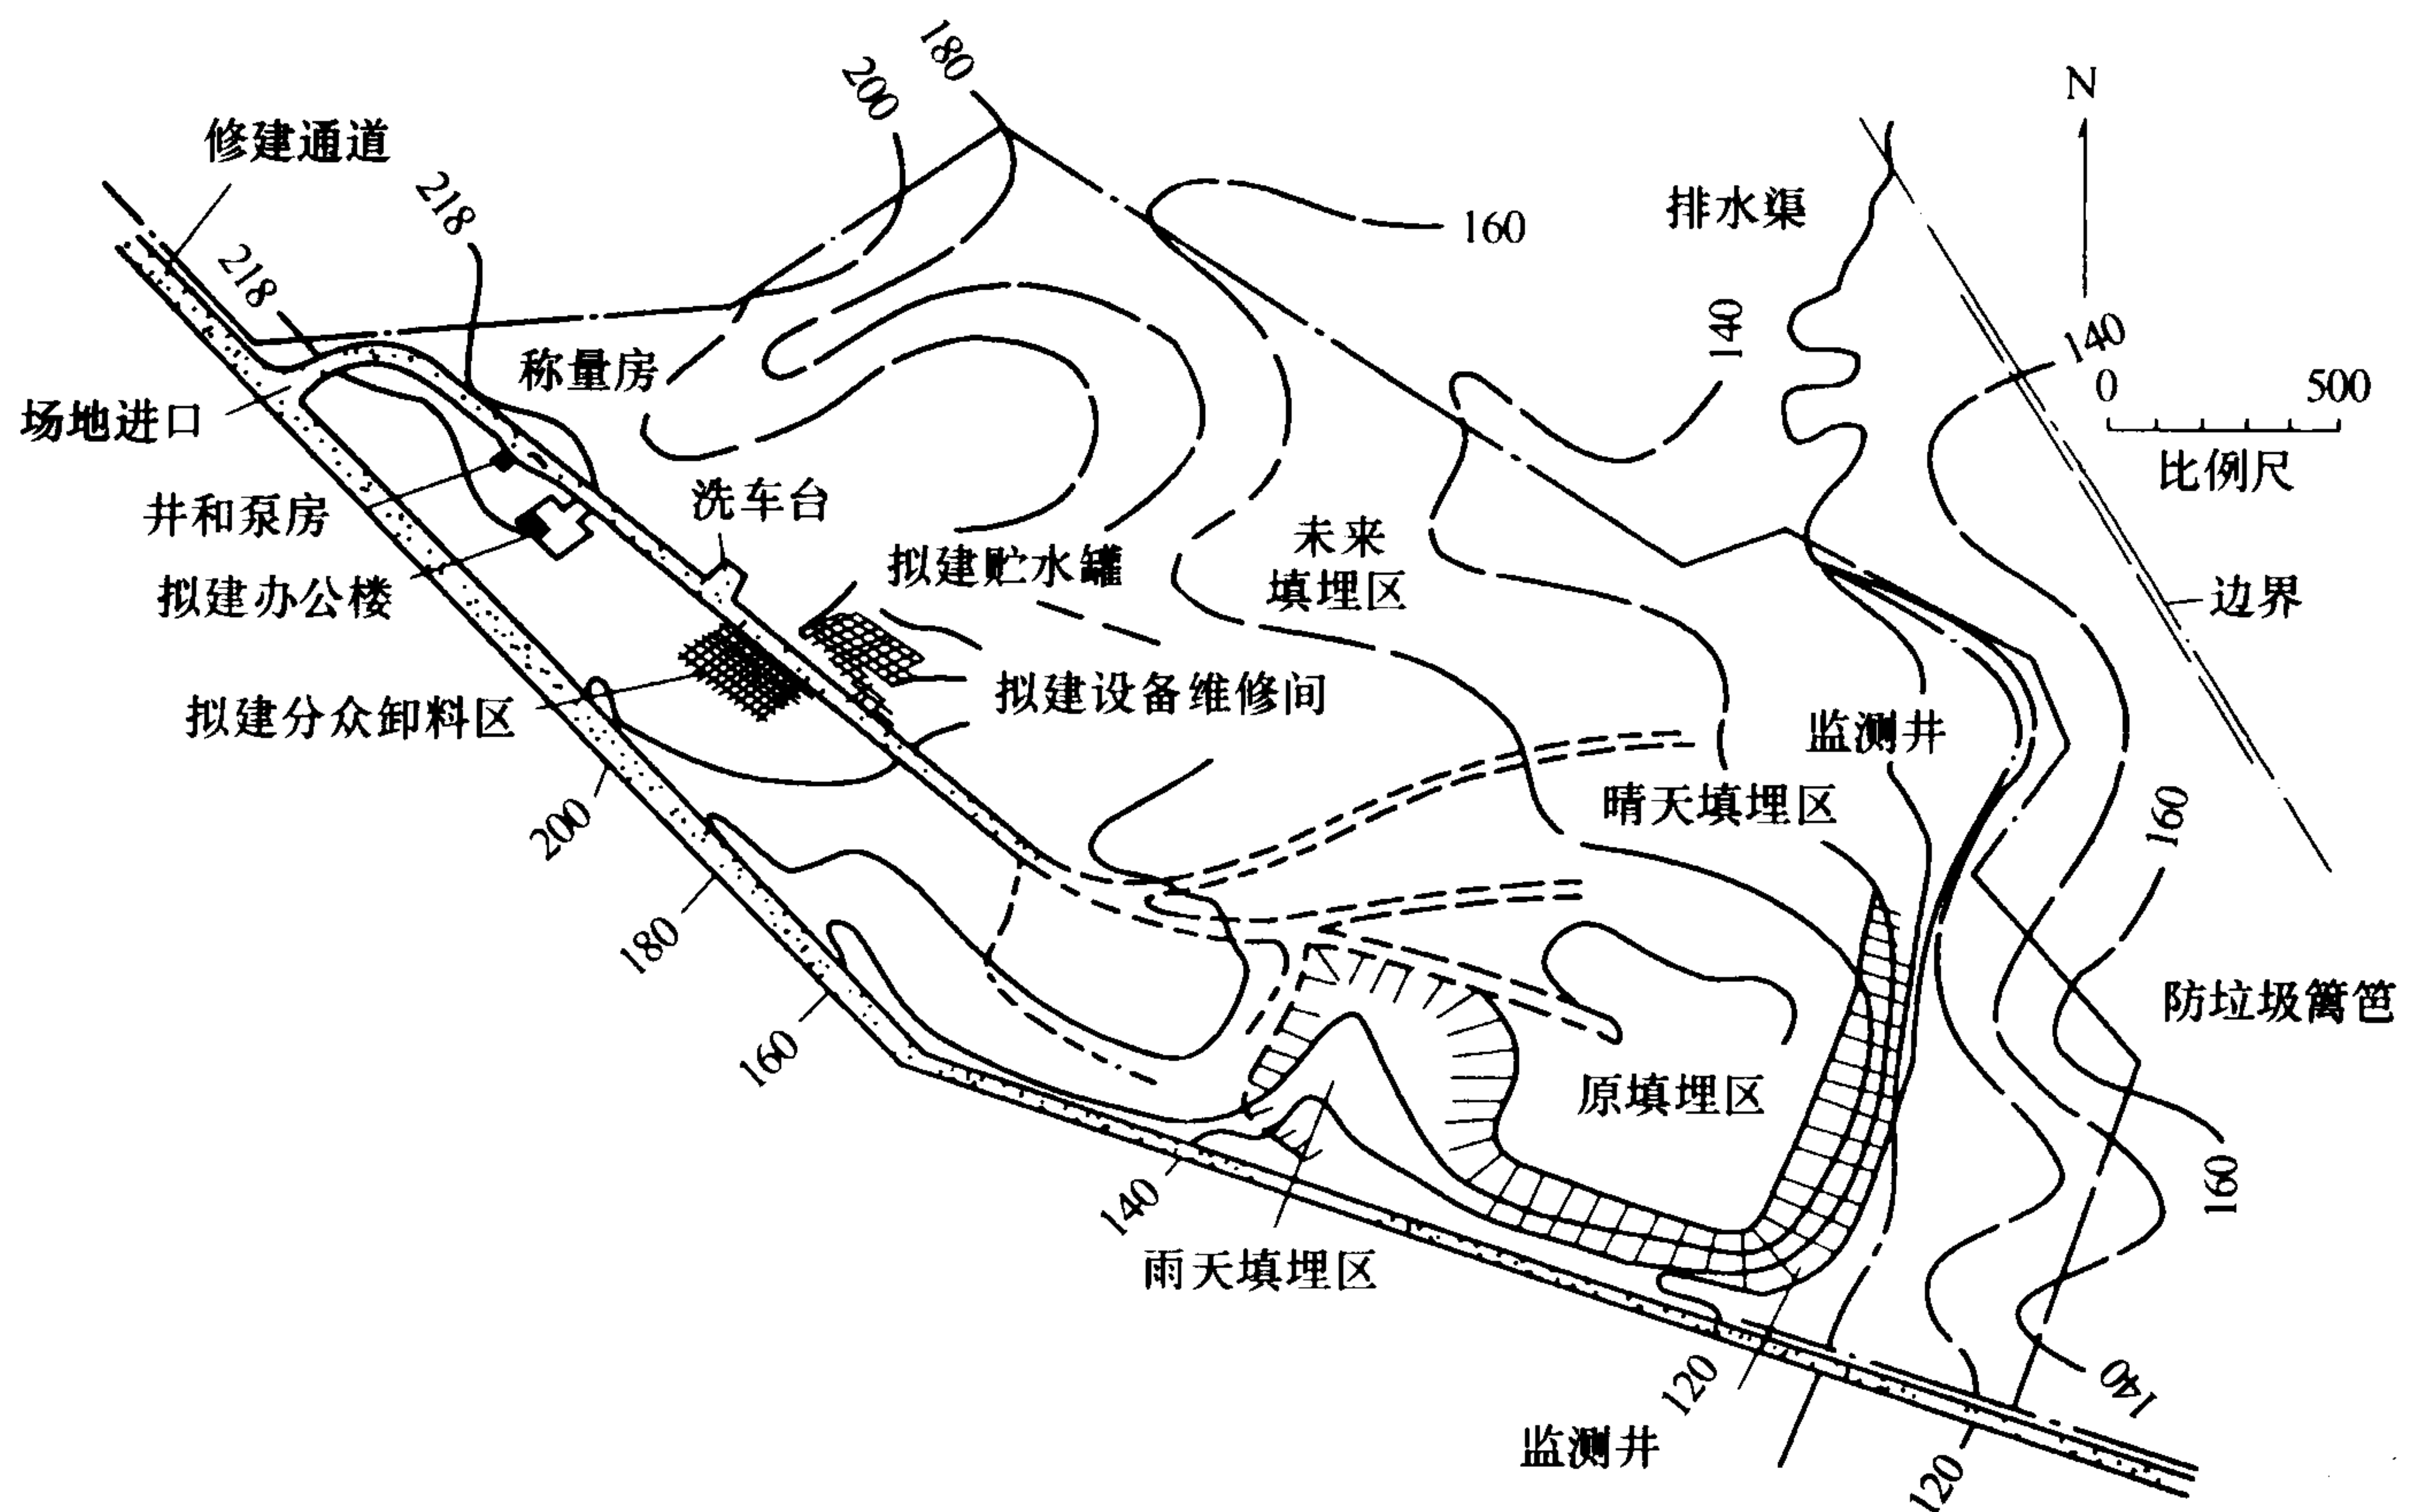 180
200
N
修建通道
218
排水渠
160
218
140
140
称量房
0 500
场地进口
比例尺
洗车台
井和泵房
未来
填埋区
拟建贮水罐
拟建办公楼
边界
拟建设备维修间
拟建分众卸料区
监测井
晴天填埋区
160
200
180
防垃圾篱笆
160
原填埋区
160
140
雨天填埋区
120
140
监测井
120